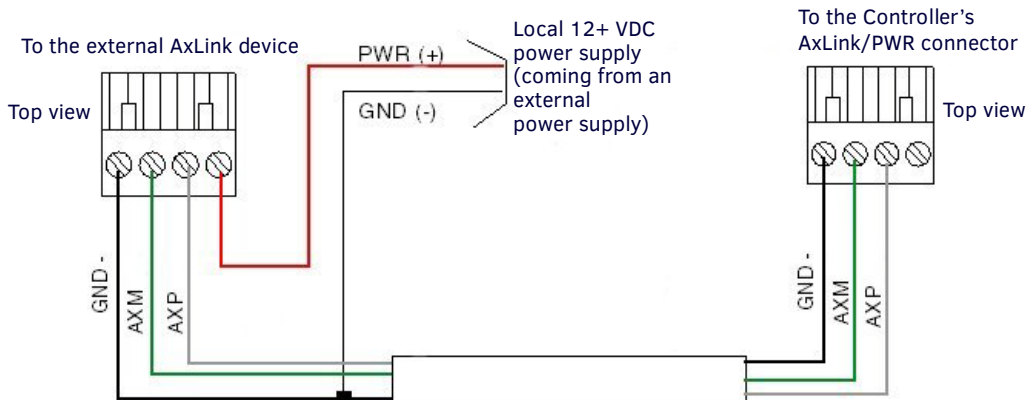 To the external AxLink device
Top view
PWR (+)
GND (-)
Local 12+ VDC
power supply
(coming from an
external
power supply)
To the Controller's
AxLink/PWR connector
Top view
GND -
AXM
AXP
GND -
AXM
AXP